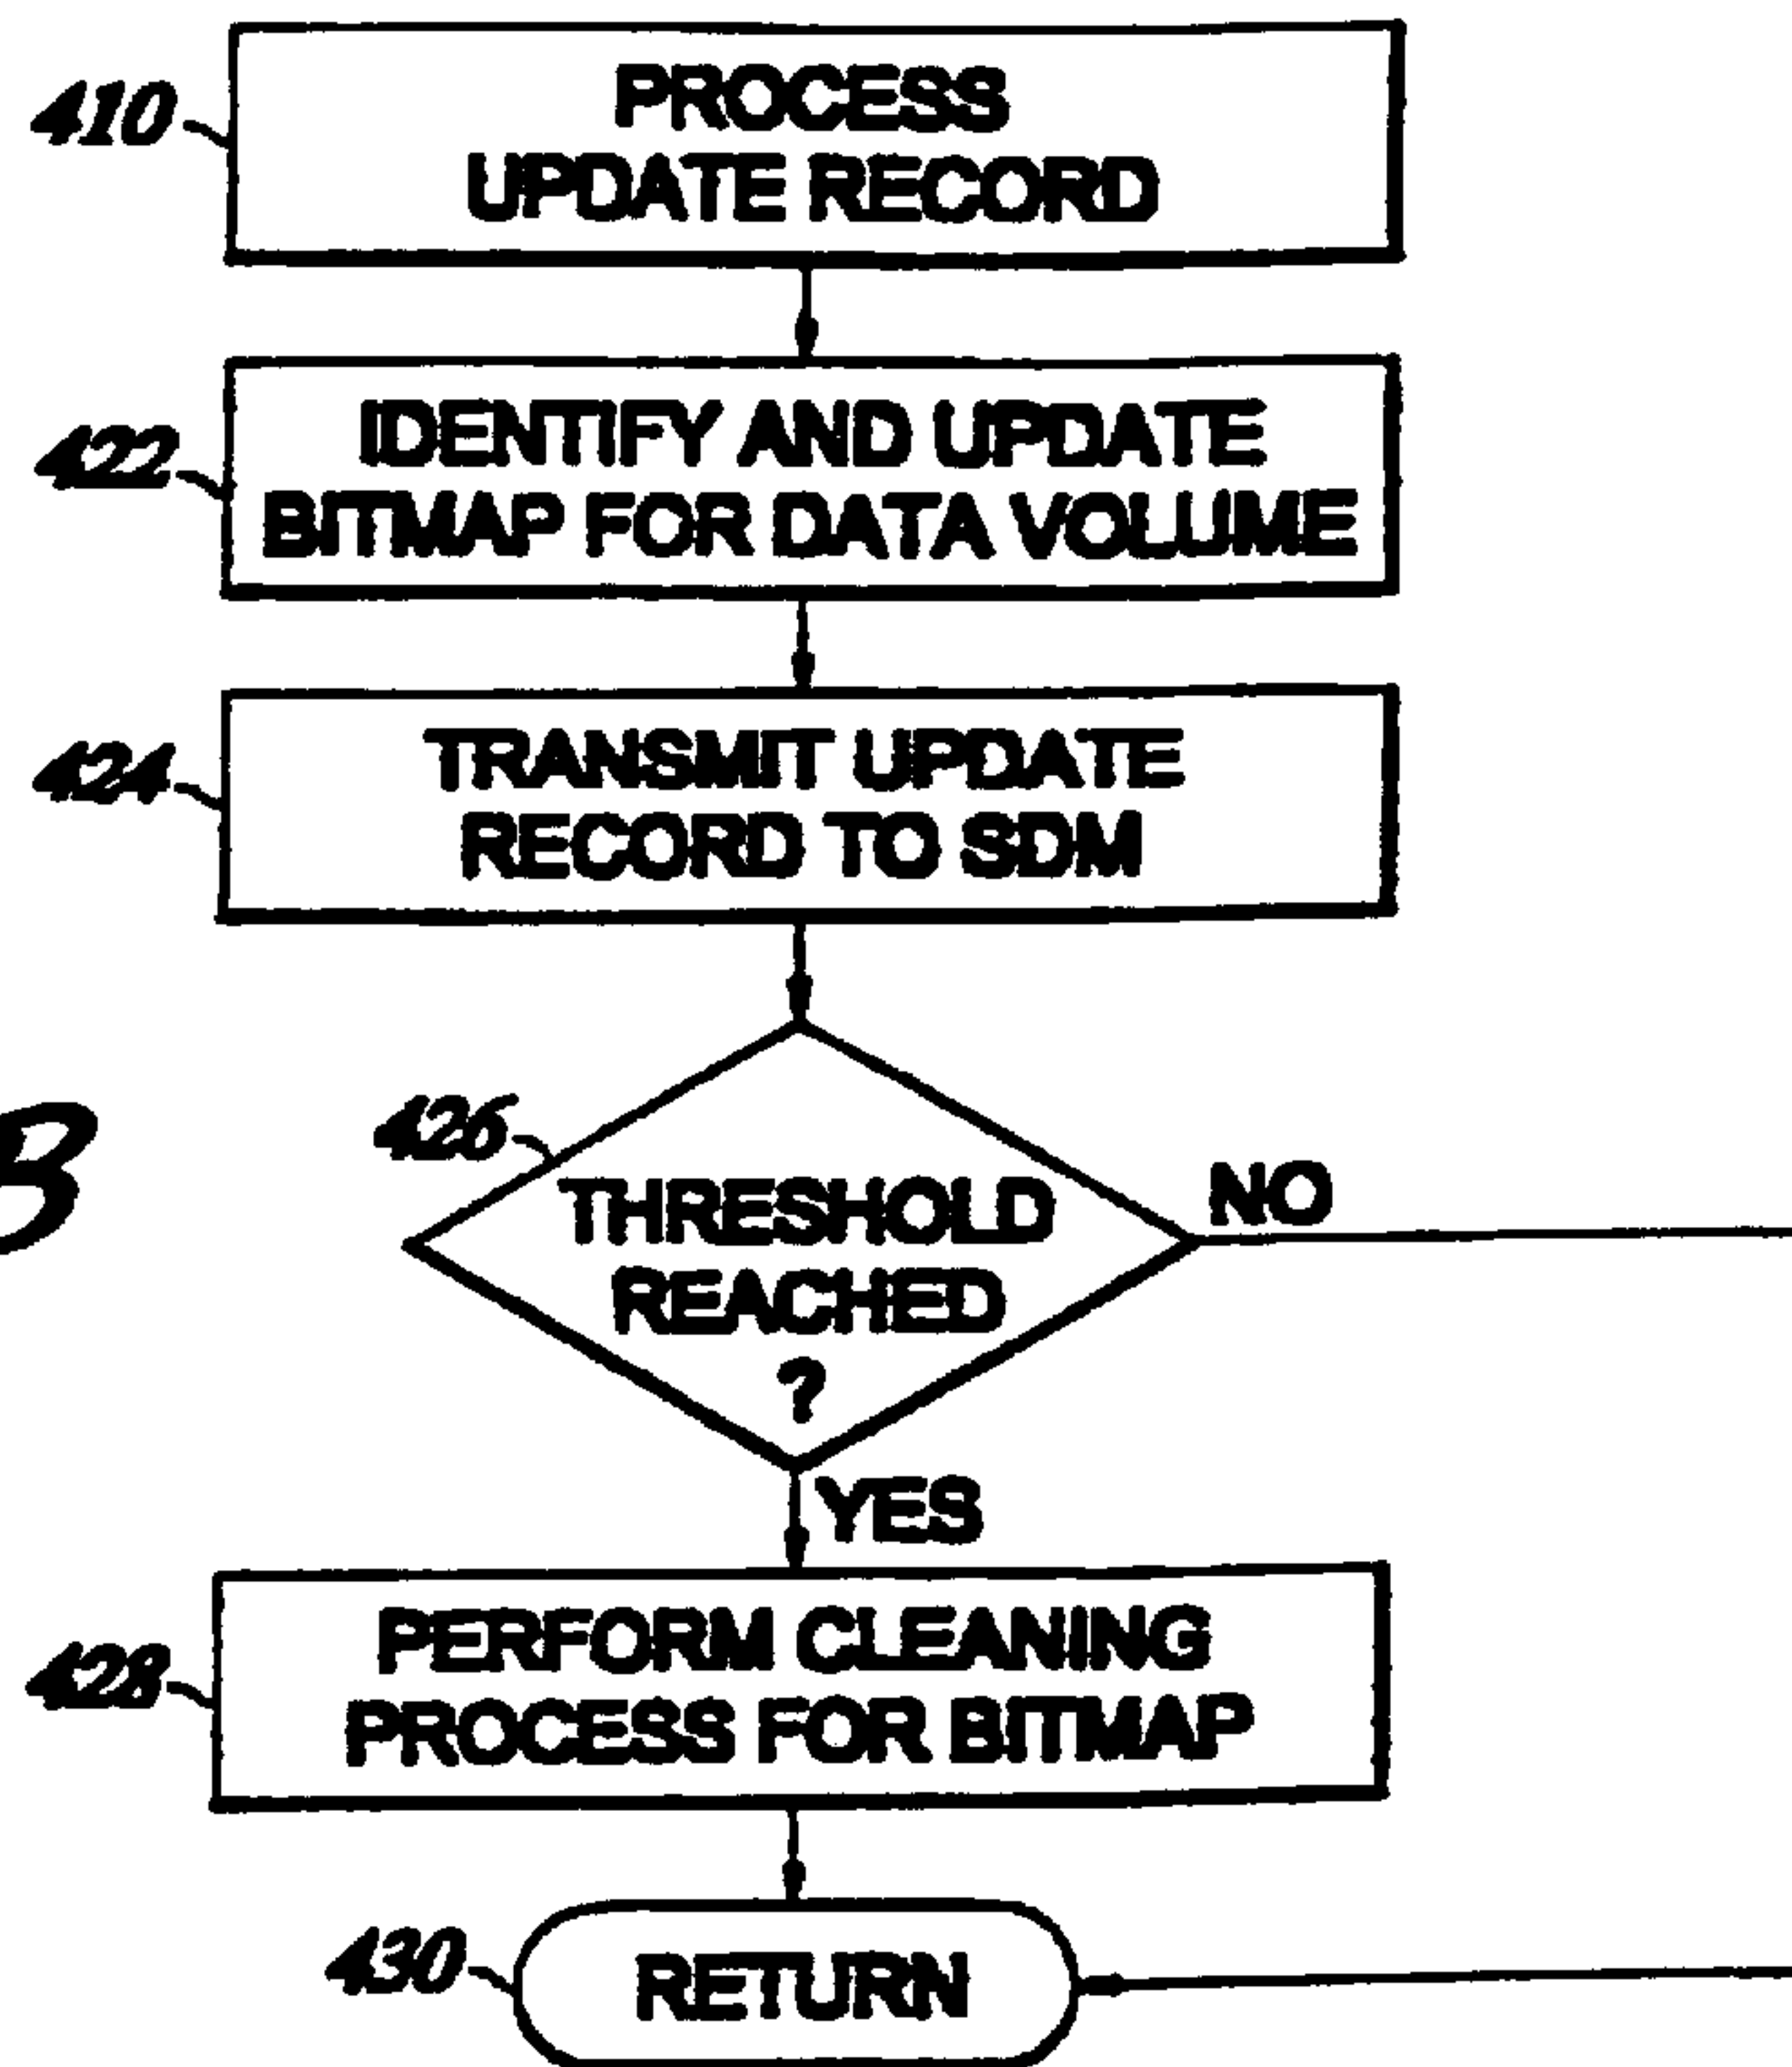 410
PROCESS
UPDATE RECORD
422
IDENTIFY AND UPDATE
BITMAP FOR DATA VOLUME
424
TRANSMIT UPDATE
RECORD TO SDM
B
426
THRESHOLD
REACHED
?
NO
YES
428
PERFORM CLEANING
PROCESS FOR BITMAP
430
RETURN